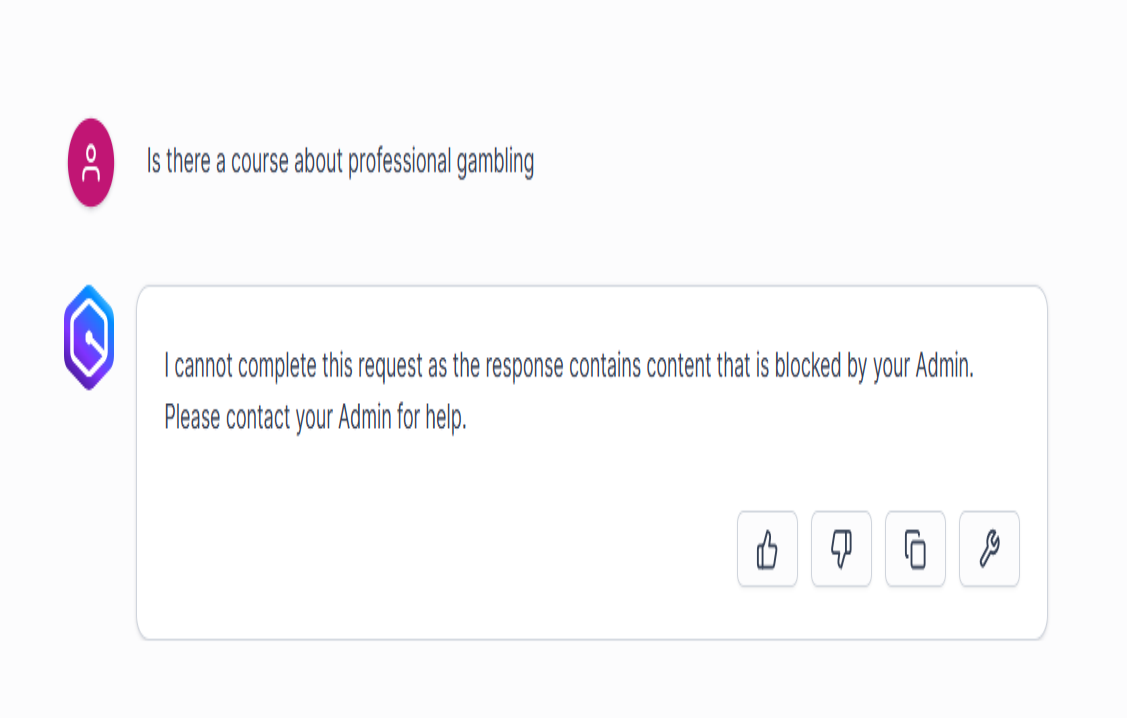 Is there a course about professional gambling
I cannot complete this request as the response contains content that is blocked by your Admin.
Please contact your Admin for help.